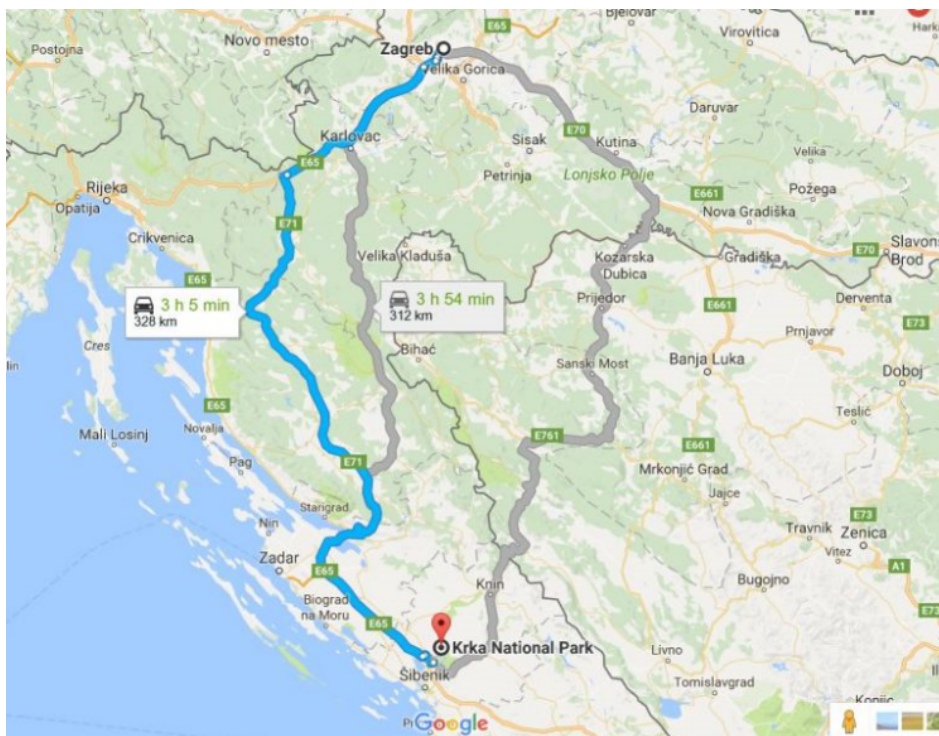 E65
Bjelovar
Novo mesto
Virovitica
Postojna
Zagreb
Velika Gorica
Daruvar
E70
Karlovac
Sisak
Kutina
Velika
E65
Petrinja
Lonjsko Polje
Rijeka
E661
Požega
Opatija
Nova Gradiška
E71
Crikvenica
Slavons
Brod
Velika Kladuša
Kozarska
Dubica
Gradiška
E70
E65
3 h 5 min
328 km
3 h 54 min
312 km
Prijedor
E661
Derventa
E73
Prnjavor
Cres
Bihać
Sanski Most
Banja Luka
Doboj
E65
Teslić
Novalja
Mali Losinj
E761
E661
Pag
E71
Mrkonjić Grad
Jajce
Starigrad
E73
Nin
Travnik
Zenica
Zadar
Vitez
E65
A1
Knin
Bugojno
Biograd
na Moru
E65
E73
Krka National Park
Livno
Šibenik
Tomislavgrad
Google